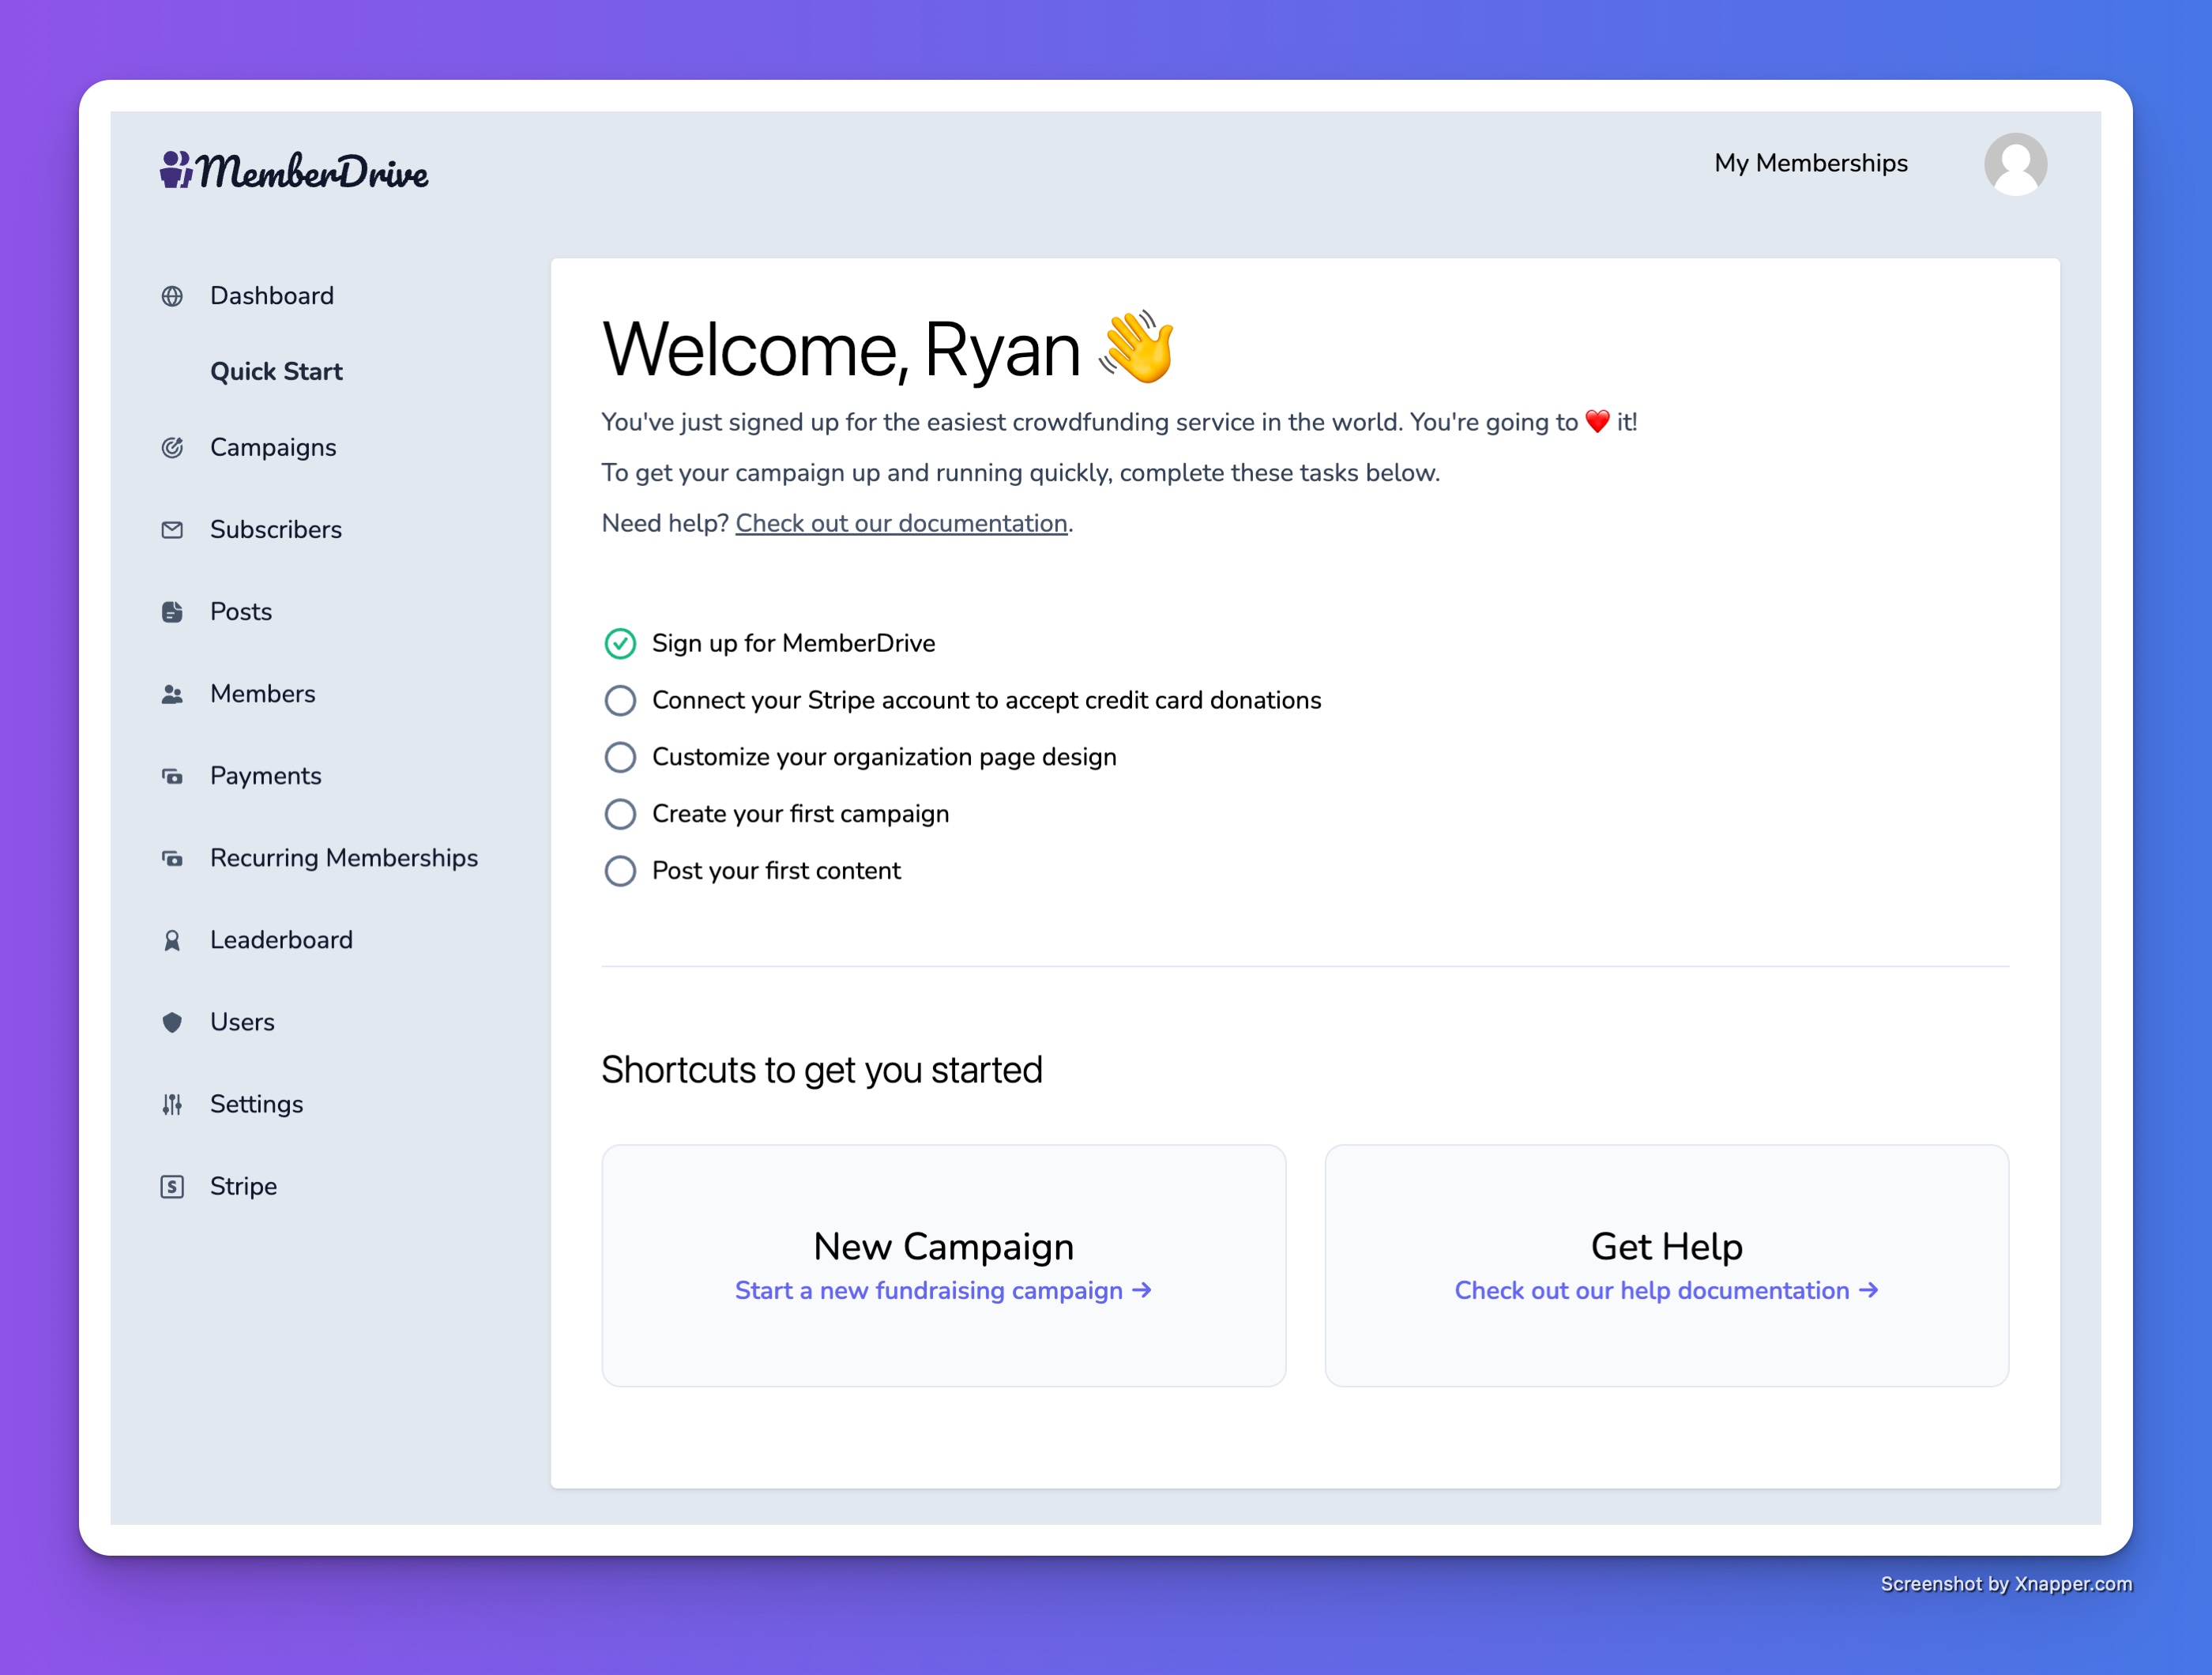 MemberDrive
My Memberships
Dashboard
Quick Start
Campaigns
Subscribers
Posts
Members
Payments
Recurring Memberships
Leaderboard
Users
Settings
S
Stripe
Welcome, Ryan 👋
You've just signed up for the easiest crowdfunding service in the world. You're going to ❤️ it!
To get your campaign up and running quickly, complete these tasks below.
Need help? Check out our documentation.
Sign up for MemberDrive
Connect your Stripe account to accept credit card donations
Customize your organization page design
Create your first campaign
Post your first content
Shortcuts to get you started
New Campaign
Start a new fundraising campaign →
Get Help
Check out our help documentation →
Screenshot by Xnapper.com